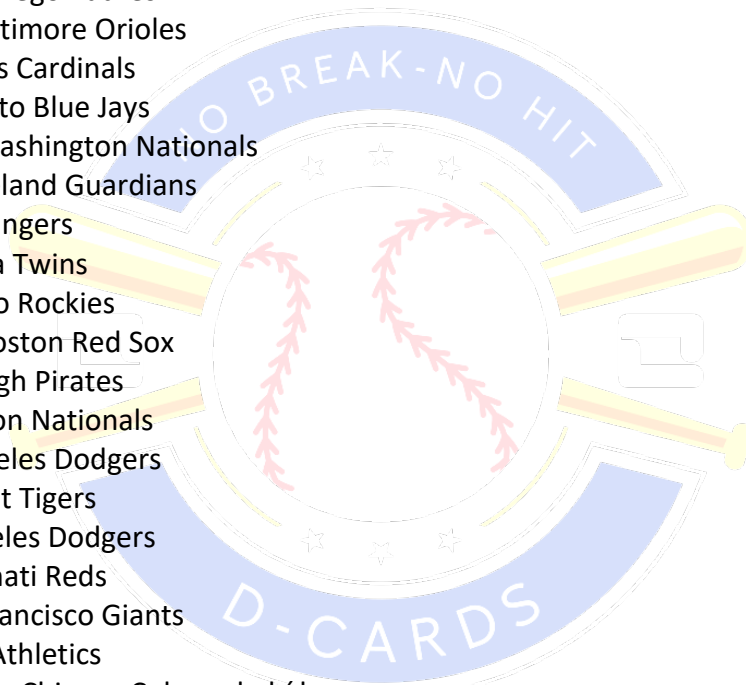 timore Orioles
s Cardinals
to Blue Jays
ashington Nationals
land Guardians
ngers
a Twins
o Rockies
oston Red Sox
gh Pirates
on Nationals
eles Dodgers
t Tigers
eles Dodgers
nati Reds
ancisco Giants
Athletics
NO BREAK-NO HIT
D-CARDS